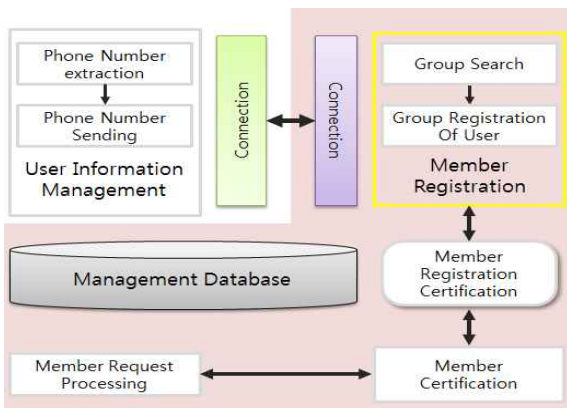 Phone Number
extraction
Phone Number
Sending
User Information
Management
Connection
Connection
Group Search
Group Registration
Of User
Member
Registration
Management Database
Member
Registration
Certification
Member Request
Processing
Member
Certification